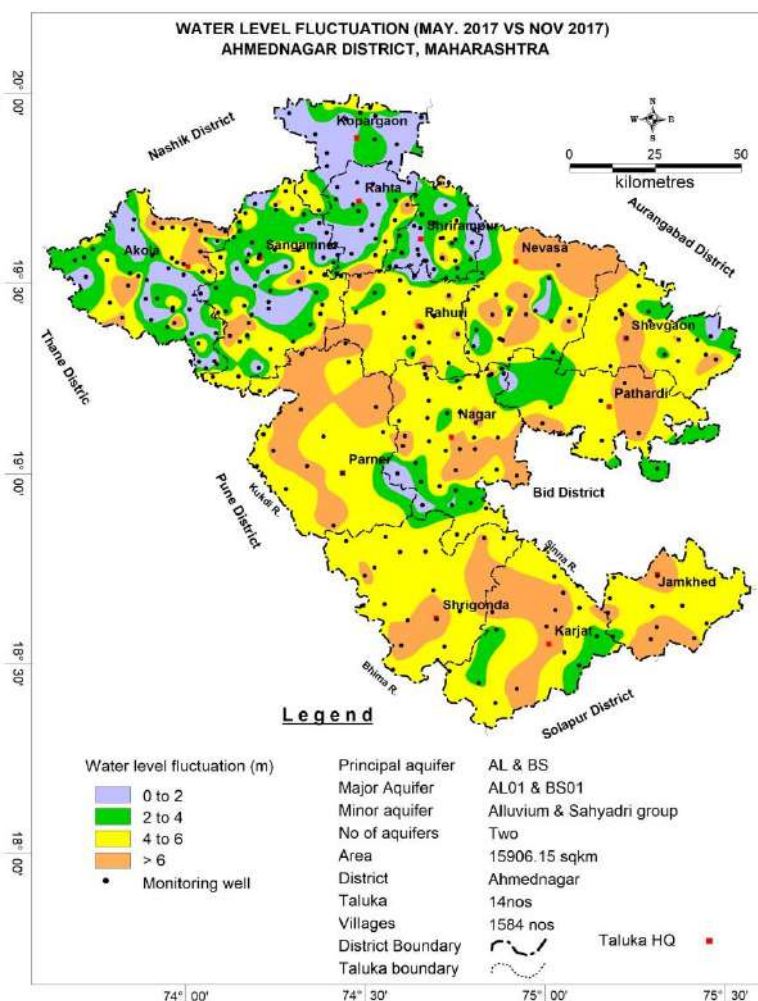 WATER LEVEL FLUCTUATION (MAY. 2017 VS NOV 2017)
AHMEDNAGAR DISTRICT, MAHARASHTRA
20° 00'
Nashik District
Kopargaon
N
W E
S
0 25 50
kilometres
Rahta
Aurangabad District
Akola
Sangamner
Shrirampur
Nevasa
18° 30'
Rahuri
Shevgaon
Thane Distric
Pathardi
Nagar
19° 00'
Parner
Kukdi R.
Bid District
Pune District
Sinna R.
Jamkhed
Shrigonda
Karjat
18° 30'
Bhima R.
Solapur District
Legend
Water level fluctuation (m)
0 to 2
2 to 4
4 to 6
> 6
Monitoring well
Principal aquifer AL & BS
Major Aquifer AL01 & BS01
Minor aquifer Alluvium & Sahyadri group
No of aquifers Two
Area 15906.15 sqkm
District Ahmednagar
Taluka 14nos
Villages 1584 nos
District Boundary
Taluka boundary
Taluka HQ
18° 00'
74° 00' 74° 30' 75° 00' 75° 30'